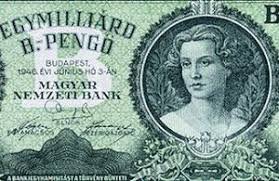 EGYMILLIÁRD
B.-PENGŐ
BUDAPEST,
1946. ÉVI JÚNIUS HÓ 3-ÁN
MAGYAR
NEMZETI BANK
A BANKJEGYHAMISÍTÁST A TÖRVÉNY BÜNTETI